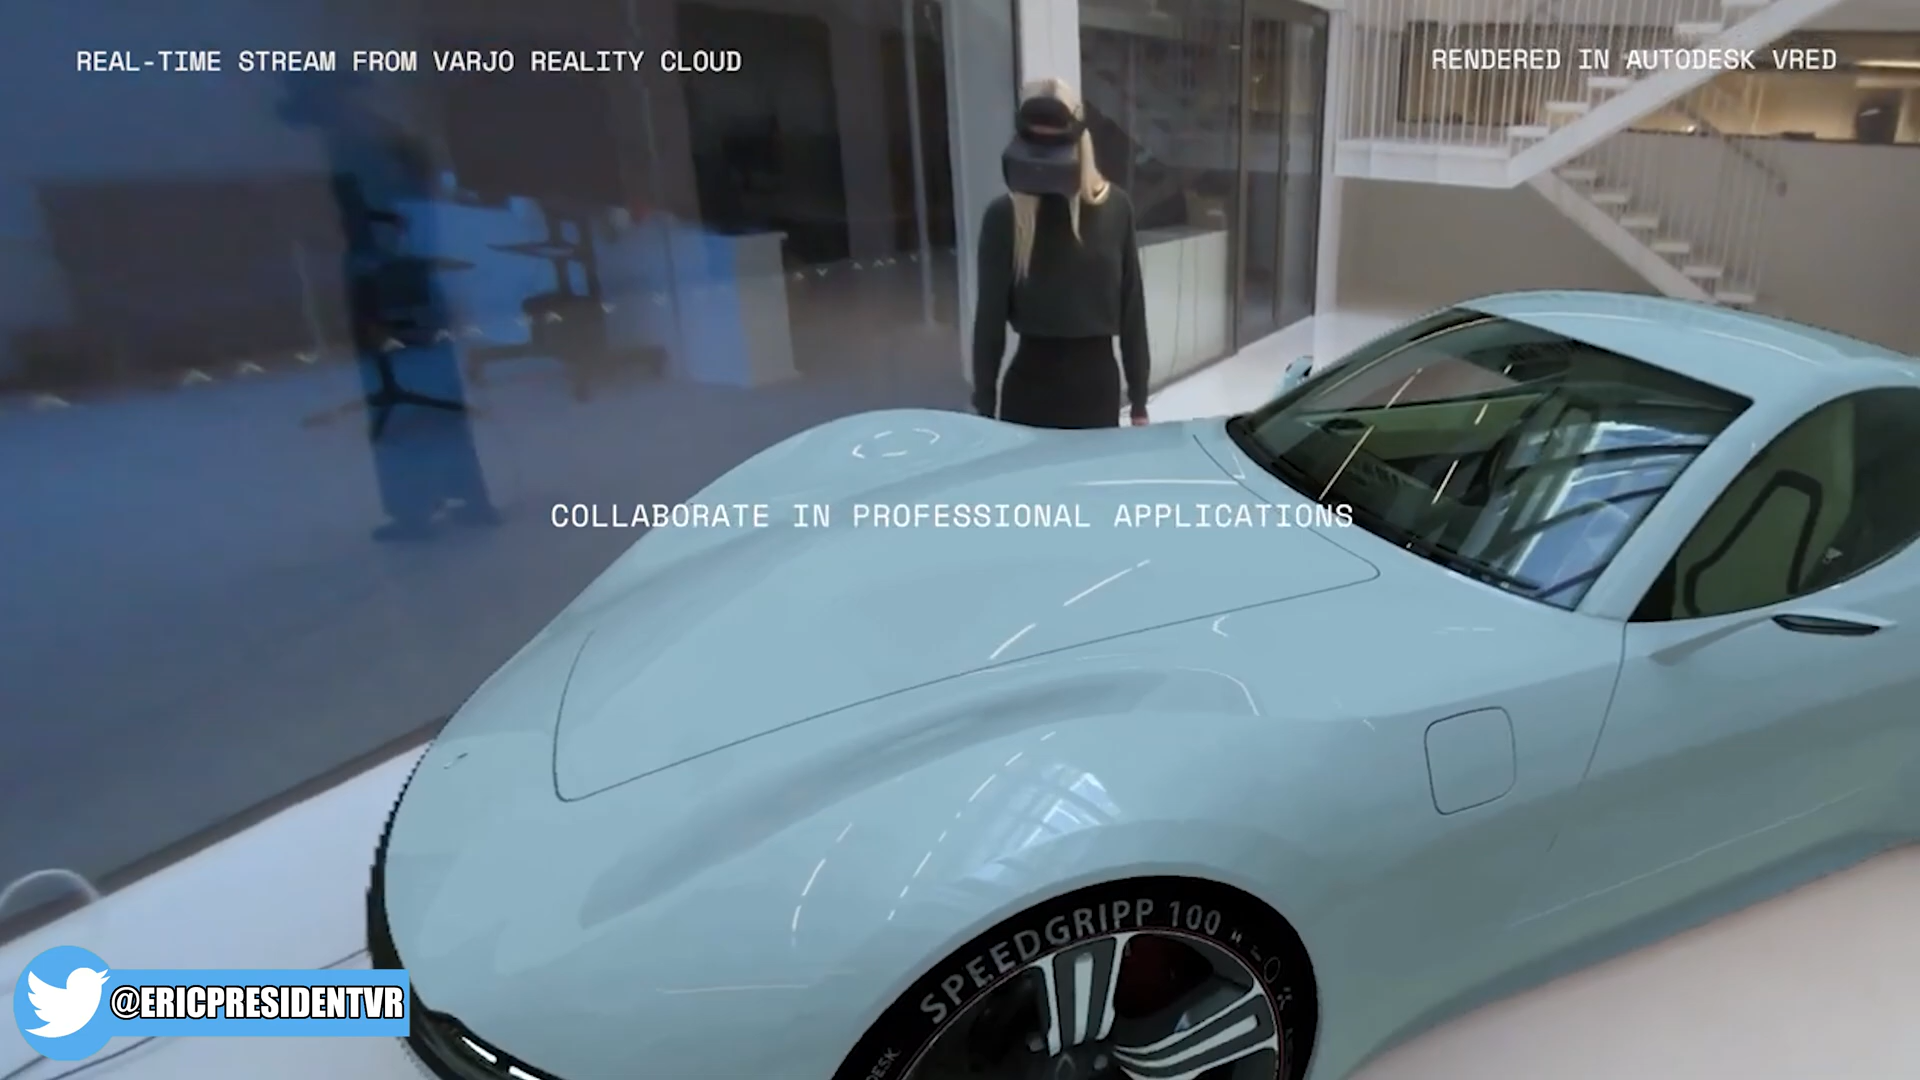 REAL-TIME STREAM FROM VARJO REALITY CLOUD
RENDERED IN AUTODESK VRED
COLLABORATE IN PROFESSIONAL APPLICATIONS
SPEEDGRIPP 100
@ERICPRESIDENTVR